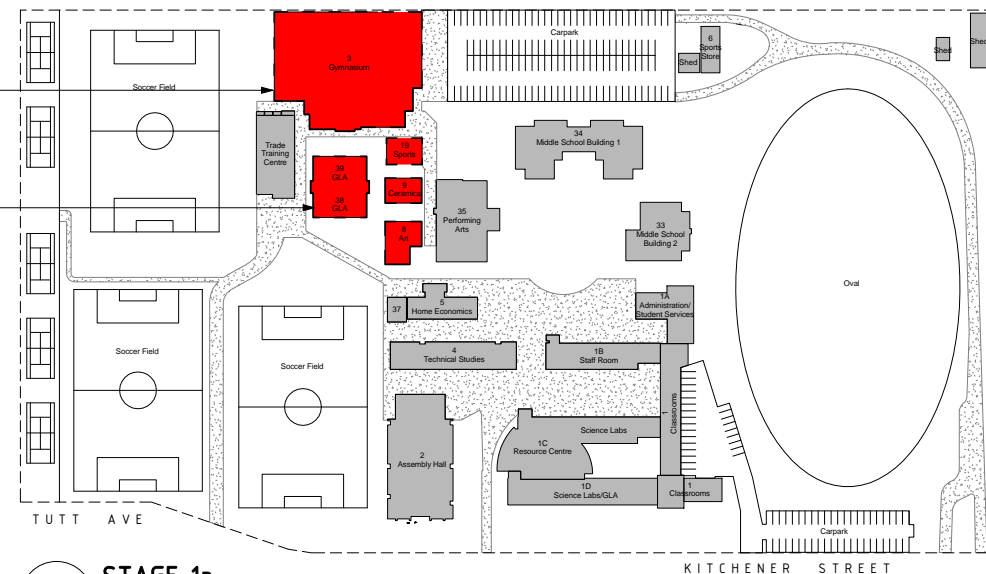 Carpark
6
Sports
Store
Shed
Shed
Shed
3
Gymnasium
Soccer Field
34
Middle School Building 1
Trade
Training
Centre
19
Sports
39
GLA
38
GLA
9
Ceramics
8
Art
35
Performing
Arts
33
Middle School
Building 2
Oval
1A
Administration/
Student Services
37
5
Home Economics
4
Technical Studies
1B
Staff Room
Soccer Field
Soccer Field
1
Classrooms
Science Labs
1C
Resource Centre
2
Assembly Hall
1D
Science Labs/GLA
1
Classrooms
Carpark
TUTT AVE
KITCHENER STREET